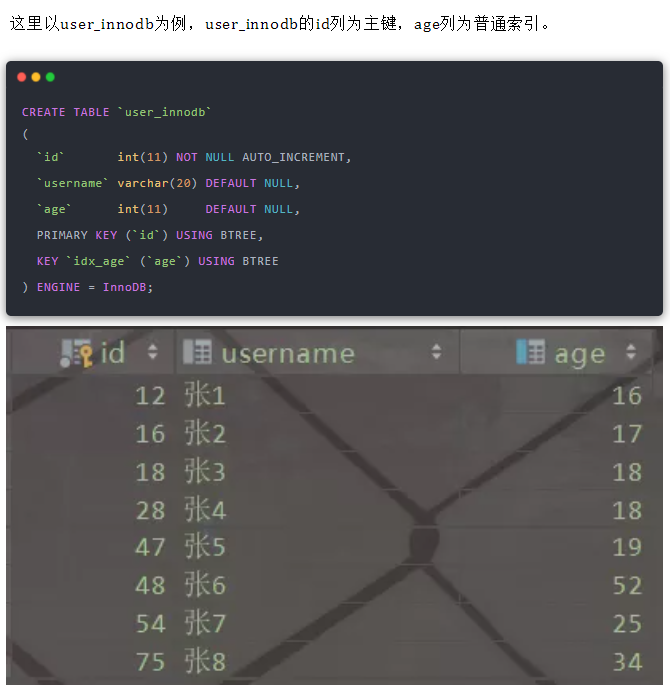 这里以user_innodb为例，user_innodb的id列为主键，age列为普通索引。
CREATE TABLE `user_innodb`
(
`id` int(11) NOT NULL AUTO_INCREMENT,
`username` varchar(20) DEFAULT NULL,
`age` int(11) DEFAULT NULL,
PRIMARY KEY (`id`) USING BTREE,
KEY `idx_age` (`age`) USING BTREE
) ENGINE = InnoDB;
id username age
12 张1 16
16 张2 17
18 张3 18
28 张4 18
47 张5 19
48 张6 52
54 张7 25
75 张8 34